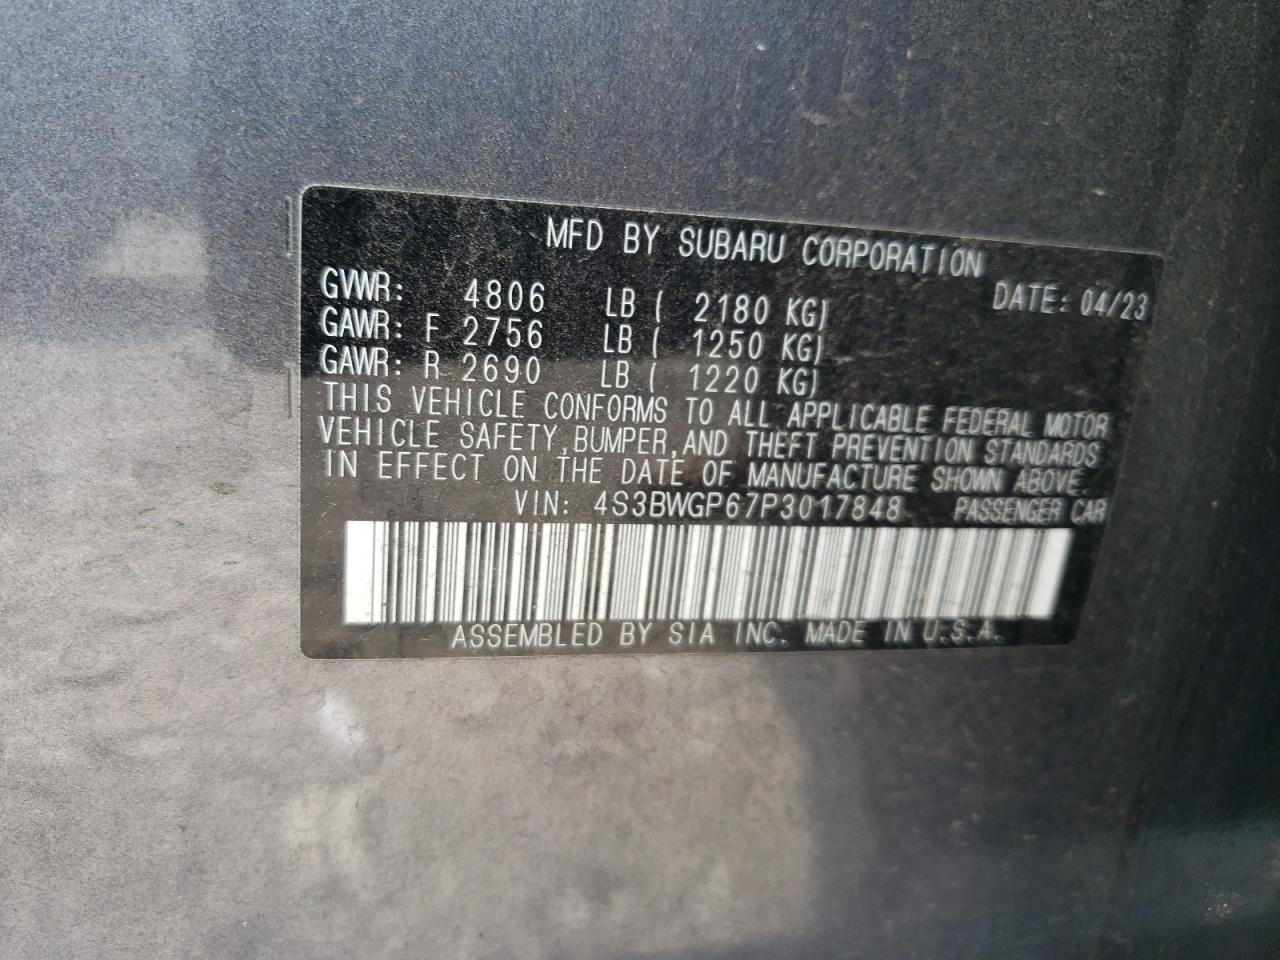 MFD BY SUBARU CORPORATION
GVWR: 4806 LB ( 2180 KG) DATE: 04/23
GAWR: F 2756 LB ( 1250 KG)
GAWR: R 2690 LB ( 1220 KG)
THIS VEHICLE CONFORMS TO ALL APPLICABLE FEDERAL MOTOR
VEHICLE SAFETY,BUMPER,AND THEFT PREVENTION STANDARDS
IN EFFECT ON THE DATE OF MANUFACTURE SHOWN ABOVE.
VIN: 4S3BWGP67P3017848 PASSENGER CAR
ASSEMBLED BY SIA INC. MADE IN U.S.A.